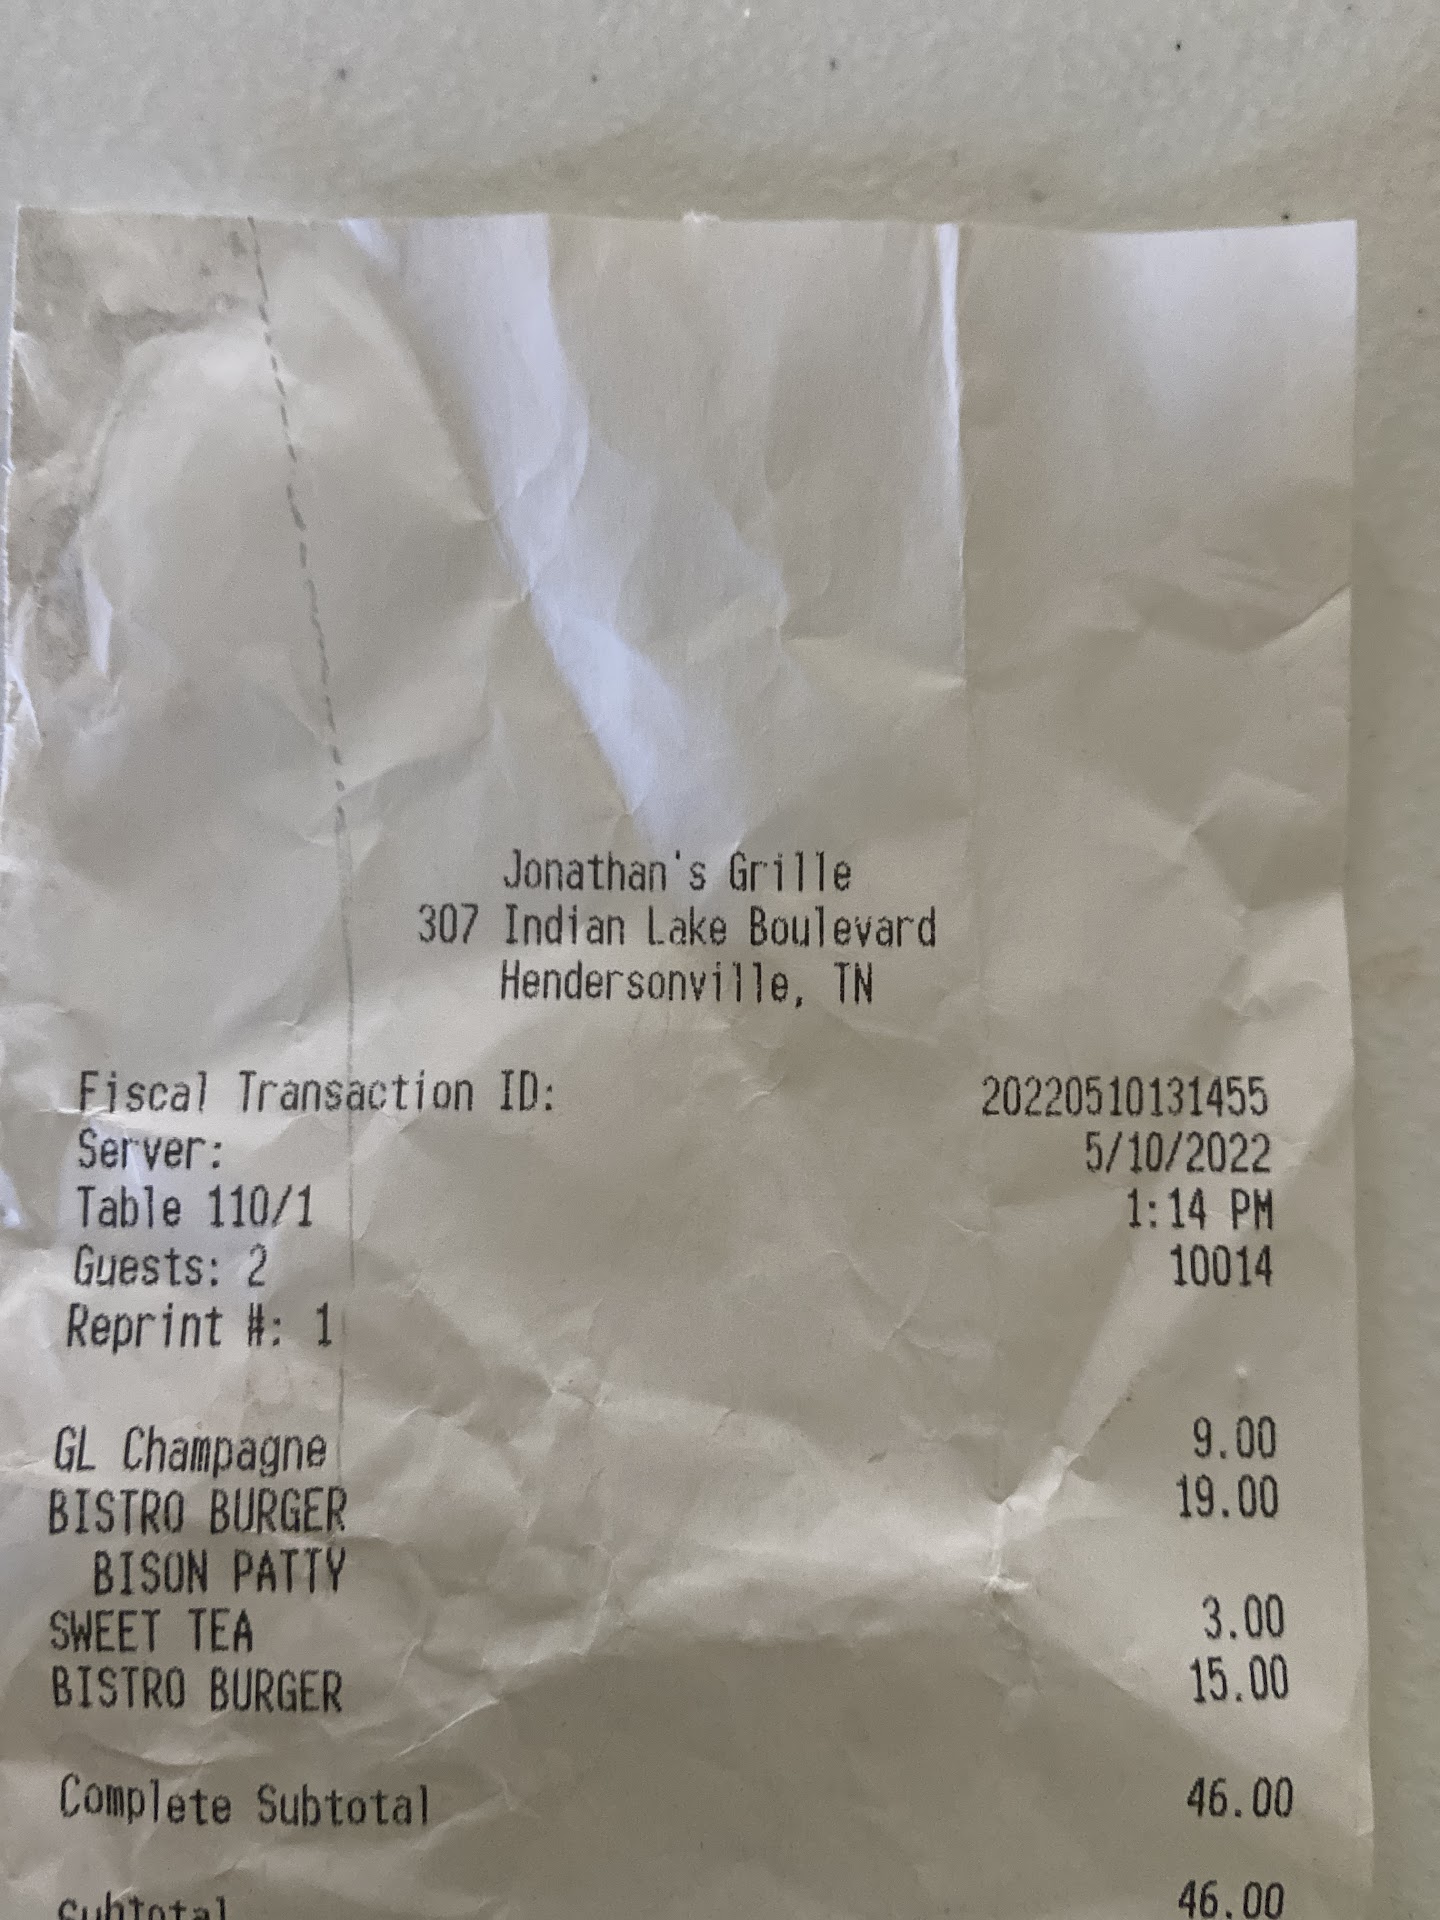 Jonathan's Grille
307 Indian Lake Boulevard
Hendersonville, TN
Fiscal Transaction ID: 20220510131455
Server: 5/10/2022
Table 110/1 1:14 PM
Guests: 2 10014
Reprint #: 1
GL Champagne 9.00
BISTRO BURGER 19.00
BISON PATTY
SWEET TEA 3.00
BISTRO BURGER 15.00
Complete Subtotal 46.00
Subtotal 46.00